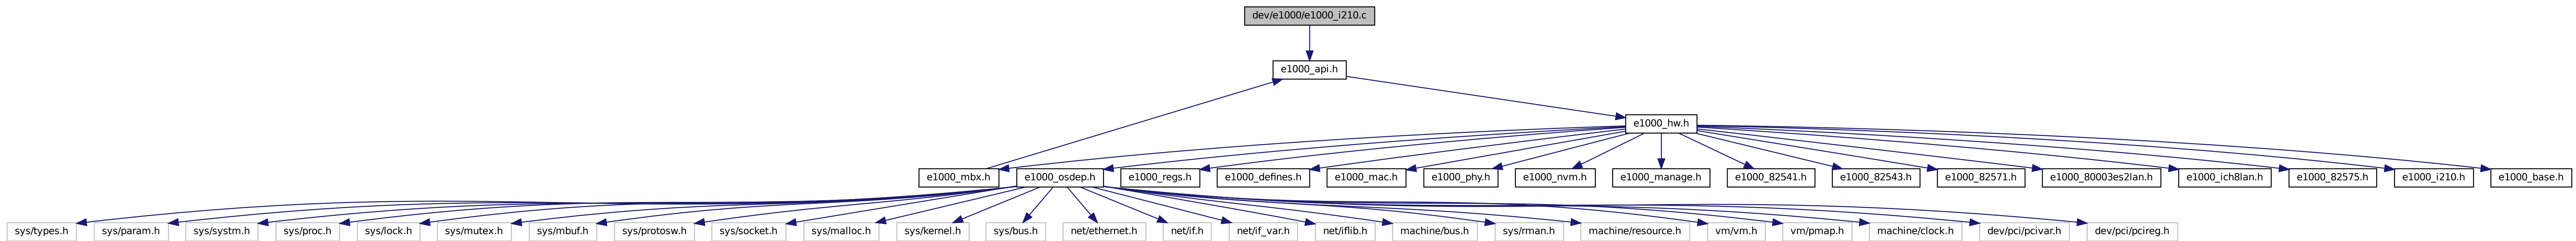 dev/e1000/e1000_i210.c
e1000_api.h
e1000_hw.h
e1000_mbx.h
e1000_osdep.h
e1000_regs.h
e1000_defines.h
e1000_mac.h
e1000_phy.h
e1000_nvm.h
e1000_manage.h
e1000_82541.h
e1000_82543.h
e1000_82571.h
e1000_80003es2lan.h
e1000_ich8lan.h
e1000_82575.h
e1000_i210.h
e1000_base.h
sys/types.h
sys/param.h
sys/systm.h
sys/proc.h
sys/lock.h
sys/mutex.h
sys/mbuf.h
sys/protosw.h
sys/socket.h
sys/malloc.h
sys/kernel.h
sys/bus.h
net/ethernet.h
net/if.h
net/if_var.h
net/iflib.h
machine/bus.h
sys/rman.h
machine/resource.h
vm/vm.h
vm/pmap.h
machine/clock.h
dev/pci/pcivar.h
dev/pci/pcireg.h